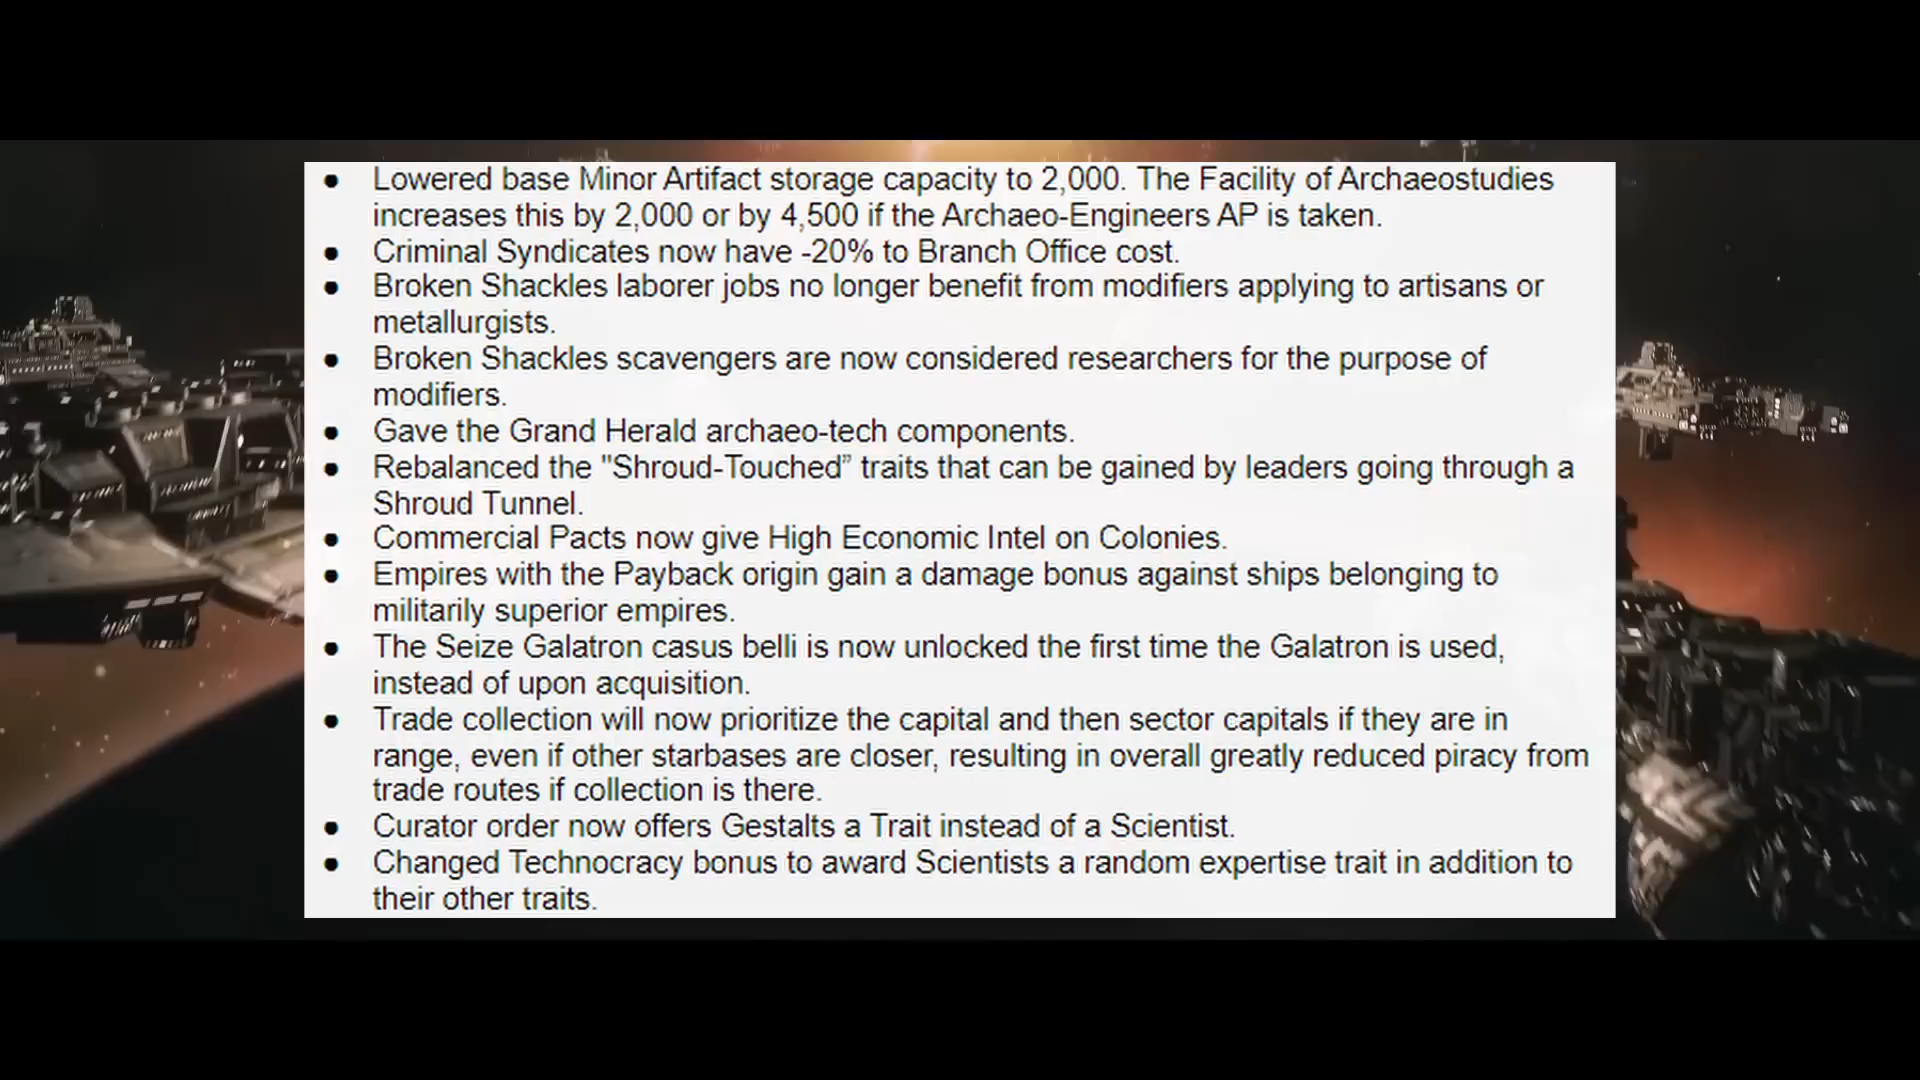 ● Lowered base Minor Artifact storage capacity to 2,000. The Facility of Archaeostudies
increases this by 2,000 or by 4,500 if the Archaeo-Engineers AP is taken.
● Criminal Syndicates now have -20% to Branch Office cost.
● Broken Shackles laborer jobs no longer benefit from modifiers applying to artisans or
metallurgists.
● Broken Shackles scavengers are now considered researchers for the purpose of
modifiers.
● Gave the Grand Herald archaeo-tech components.
● Rebalanced the "Shroud-Touched” traits that can be gained by leaders going through a
Shroud Tunnel.
● Commercial Pacts now give High Economic Intel on Colonies.
● Empires with the Payback origin gain a damage bonus against ships belonging to
militarily superior empires.
● The Seize Galatron casus belli is now unlocked the first time the Galatron is used,
instead of upon acquisition.
● Trade collection will now prioritize the capital and then sector capitals if they are in
range, even if other starbases are closer, resulting in overall greatly reduced piracy from
trade routes if collection is there.
● Curator order now offers Gestalts a Trait instead of a Scientist.
● Changed Technocracy bonus to award Scientists a random expertise trait in addition to
their other traits.